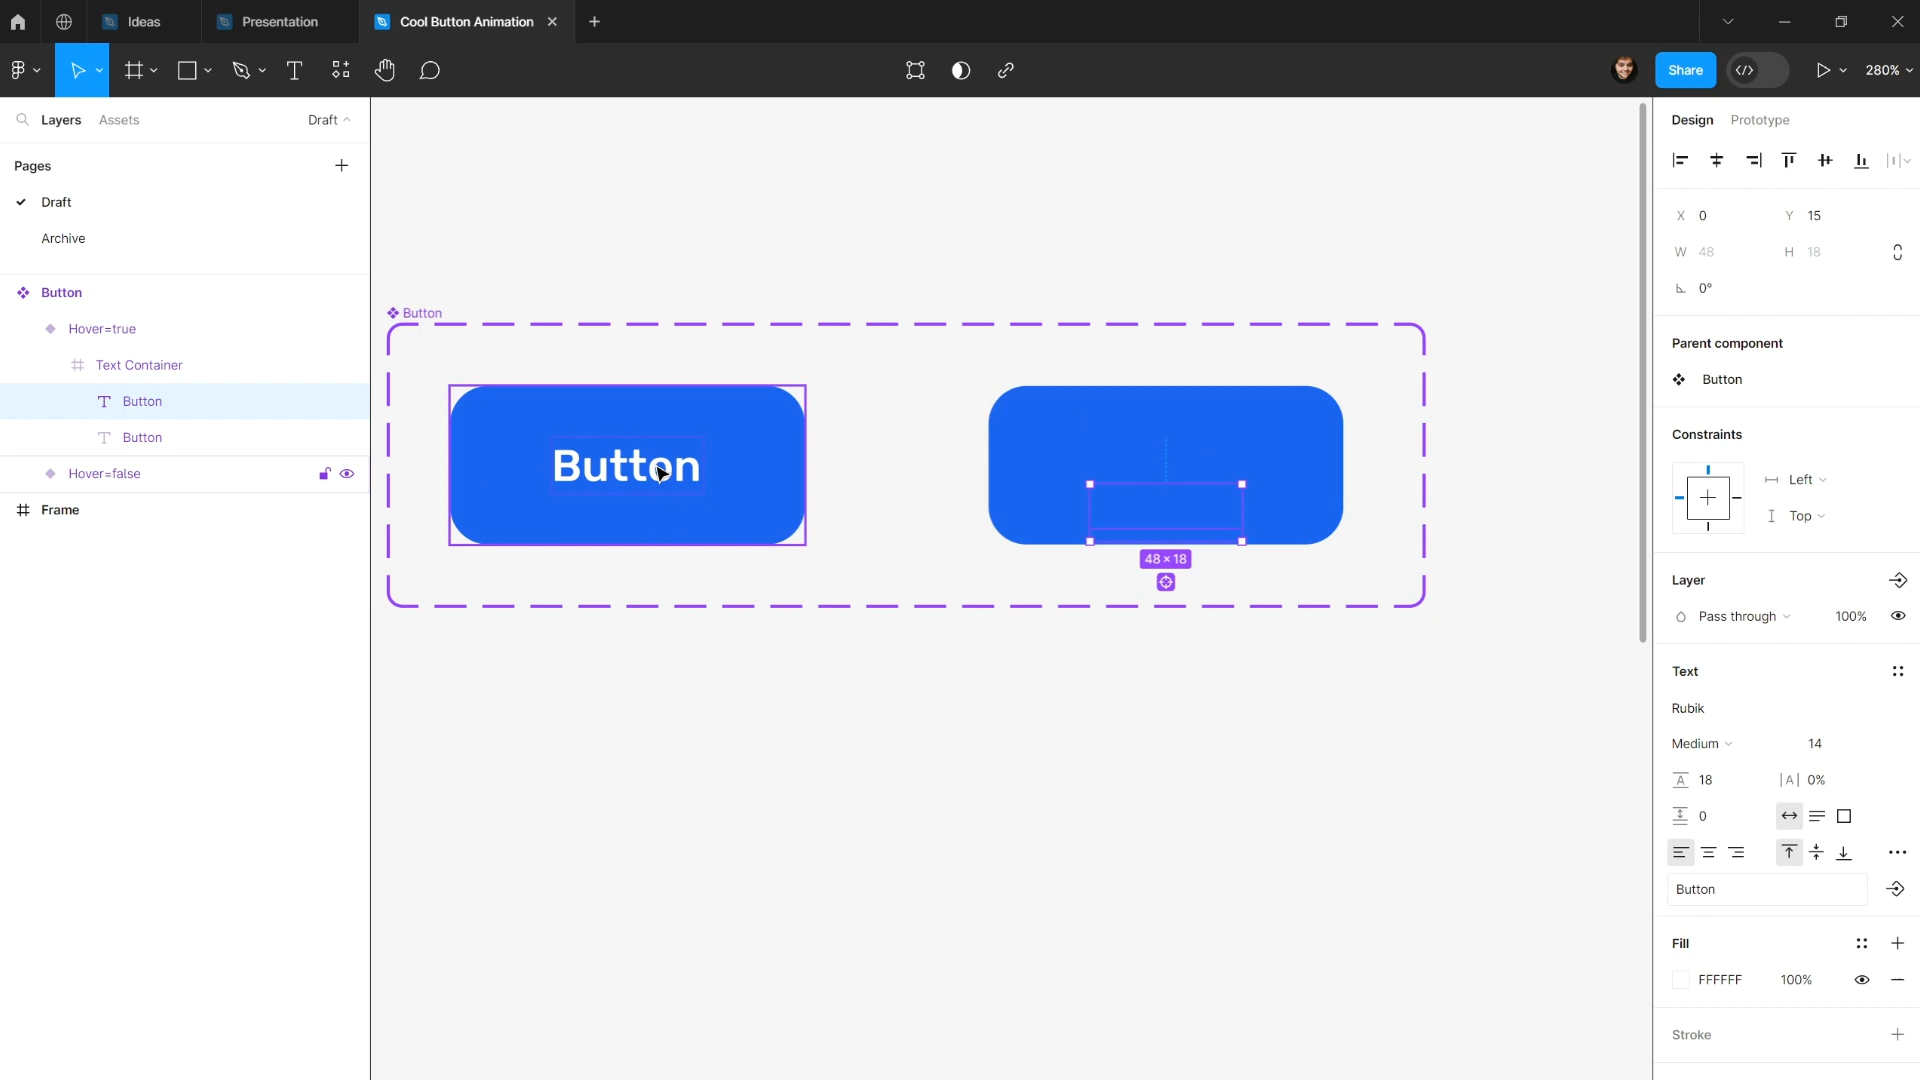 Ideas
Presentation
Cool Button Animation
Share
280%
Layers
Assets
Draft
Pages
Draft
Archive
Button
Hover=true
Text Container
Button
Button
Hover=false
Frame
Button
Button
48 × 18
Design
Prototype
X 0
Y 15
W 48
H 18
0°
Parent component
Button
Constraints
Left
Top
Layer
Pass through
100%
Text
Rubik
Medium
14
A 18
|A| 0%
0
Button
Fill
FFFFFF
100%
Stroke